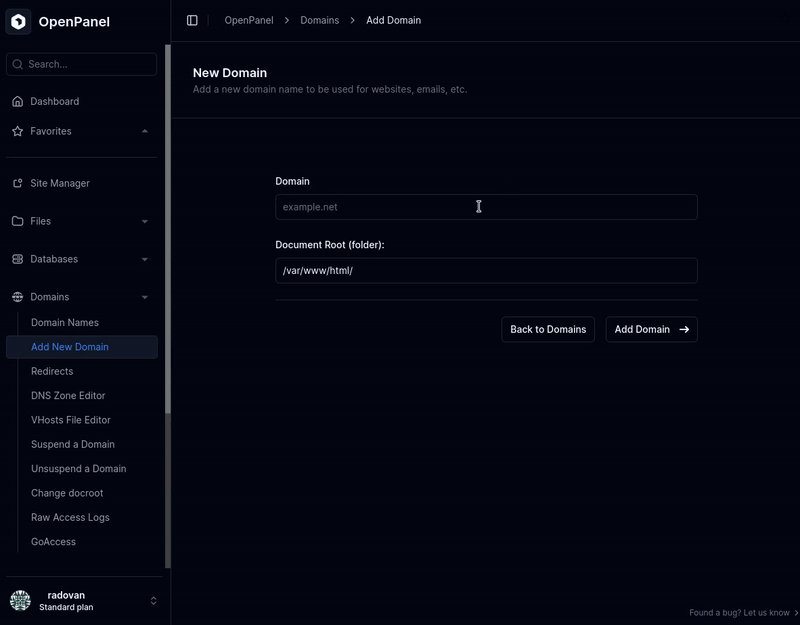 OpenPanel
OpenPanel > Domains > Add Domain
Search...
Dashboard
Favorites
Site Manager
Files
Databases
Domains
Domain Names
Add New Domain
Redirects
DNS Zone Editor
VHosts File Editor
Suspend a Domain
Unsuspend a Domain
Change docroot
Raw Access Logs
GoAccess
radovan
Standard plan
New Domain
Add a new domain name to be used for websites, emails, etc.
Domain
example.net
Document Root (folder):
/var/www/html/
Back to Domains
Add Domain →
Found a bug? Let us know >